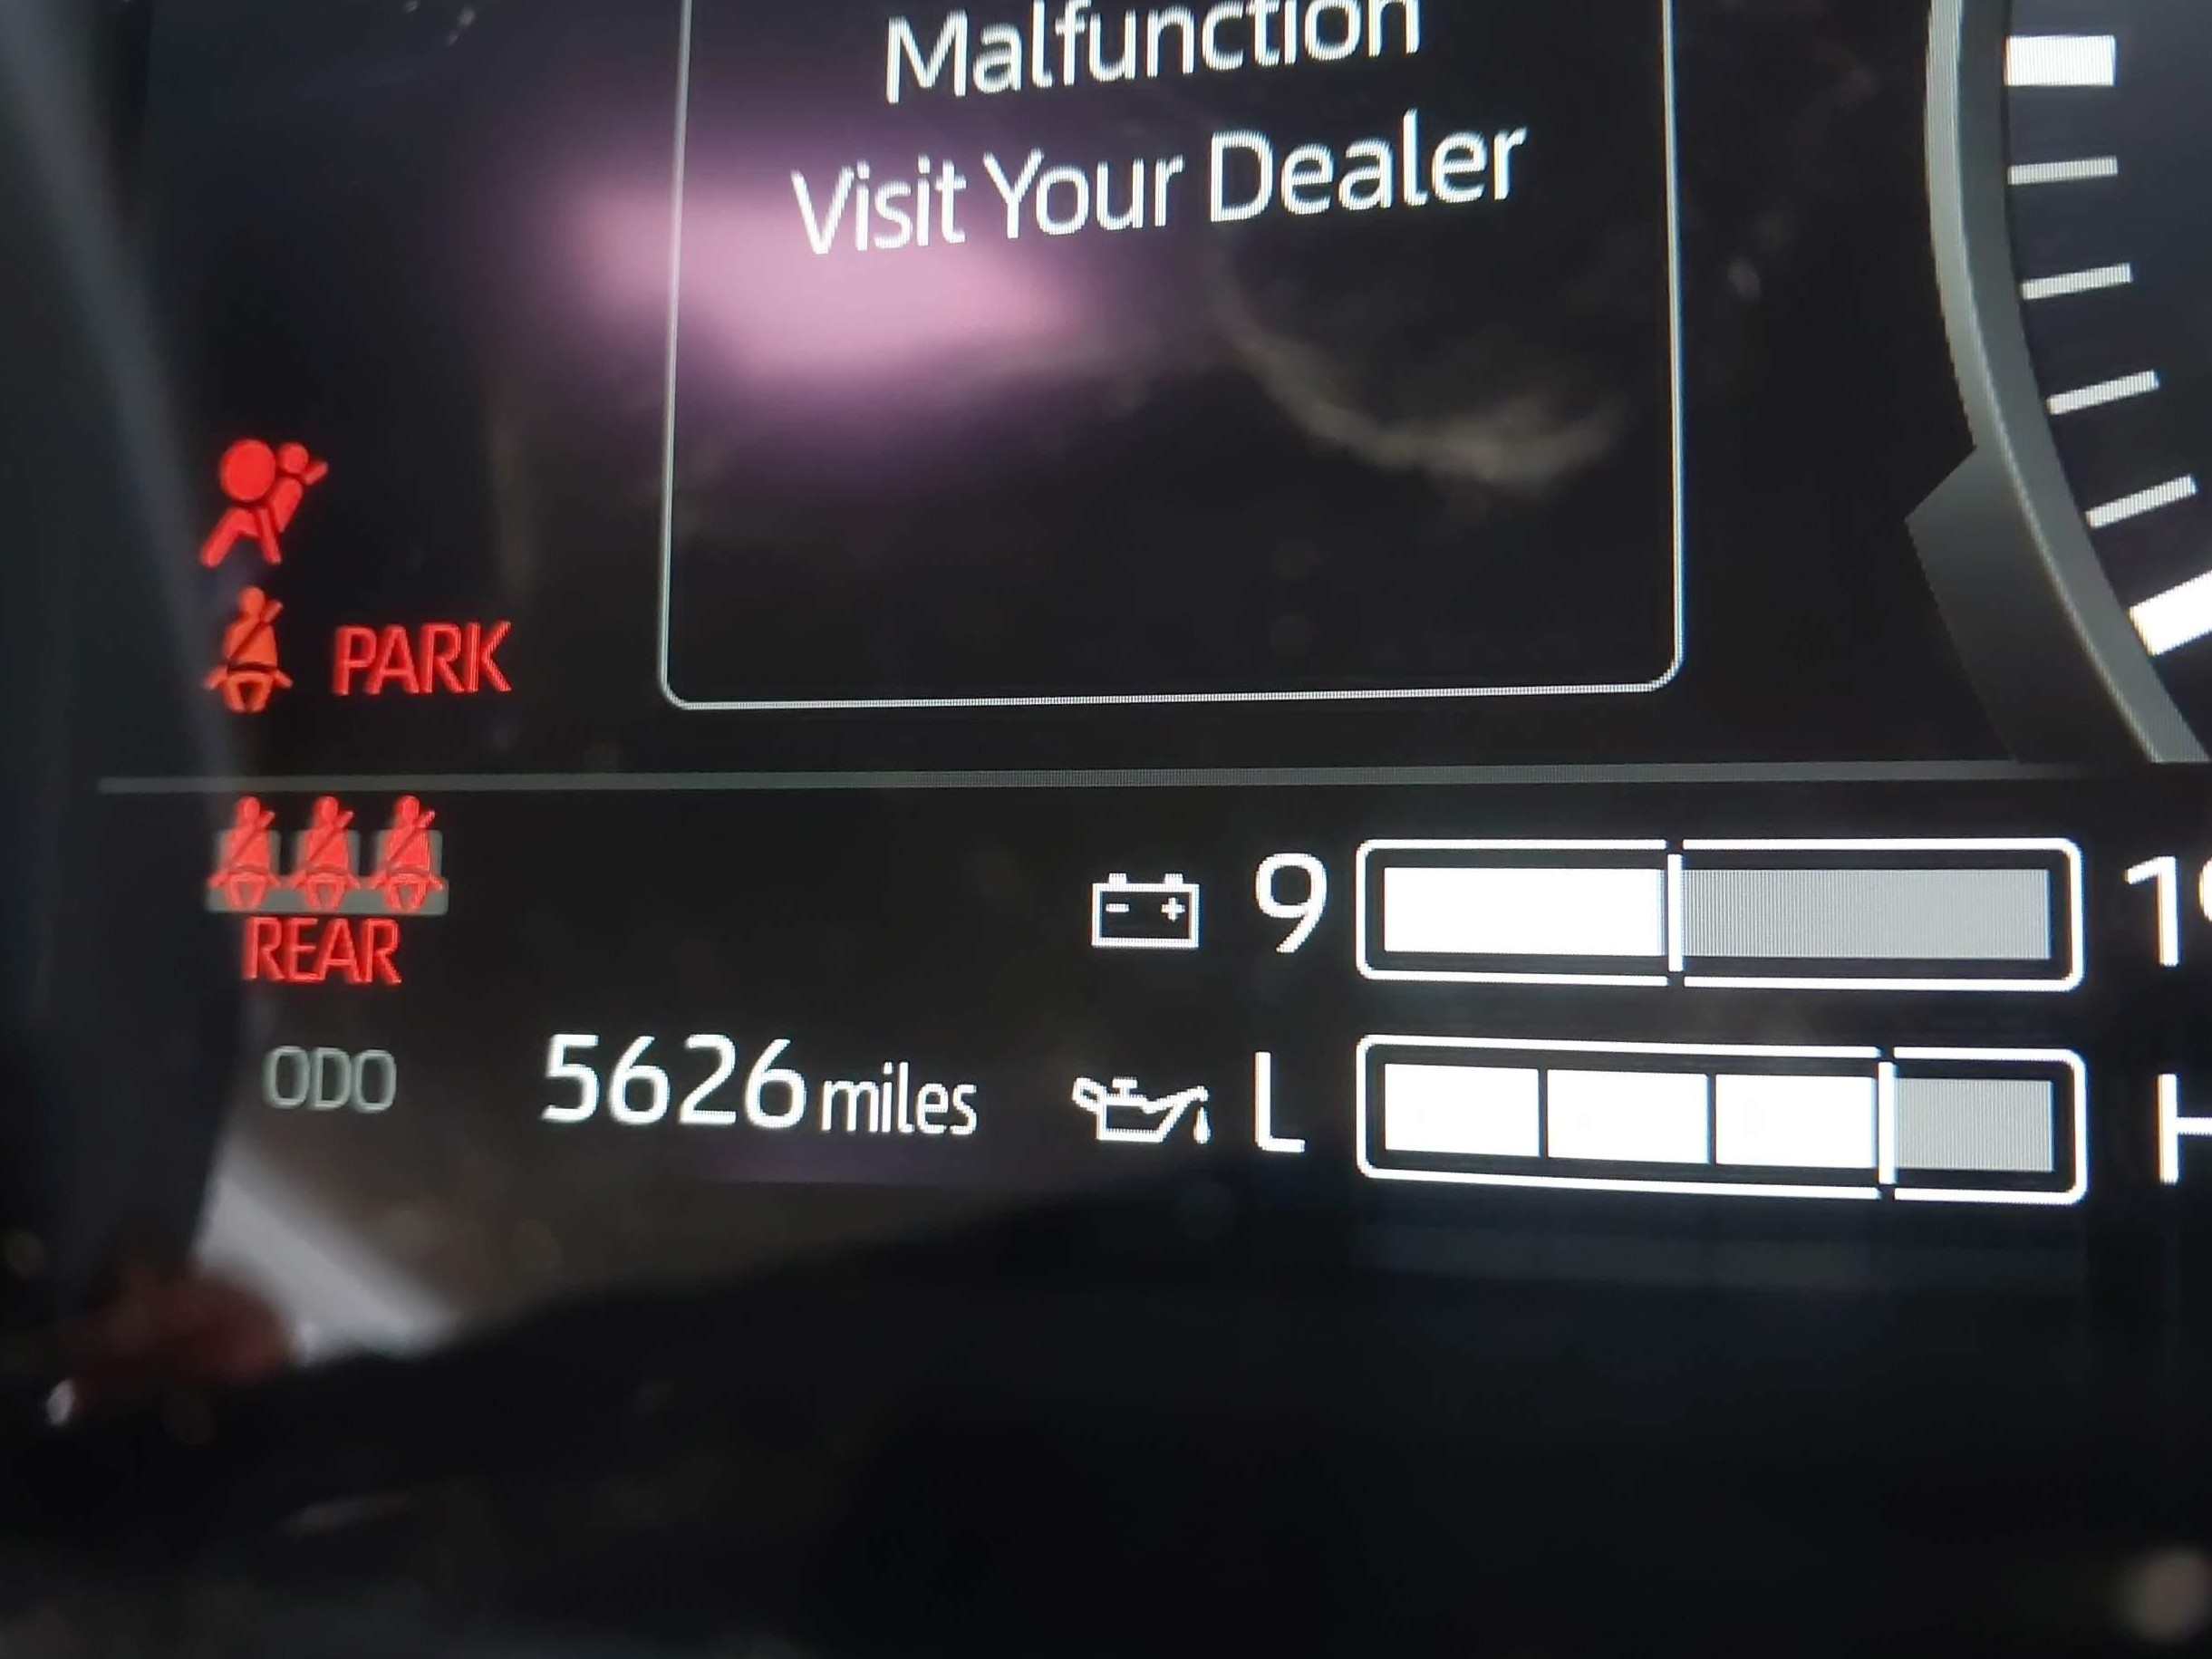 Malfunction
Visit Your Dealer
PARK
REAR
9
ODO 5626 miles
L